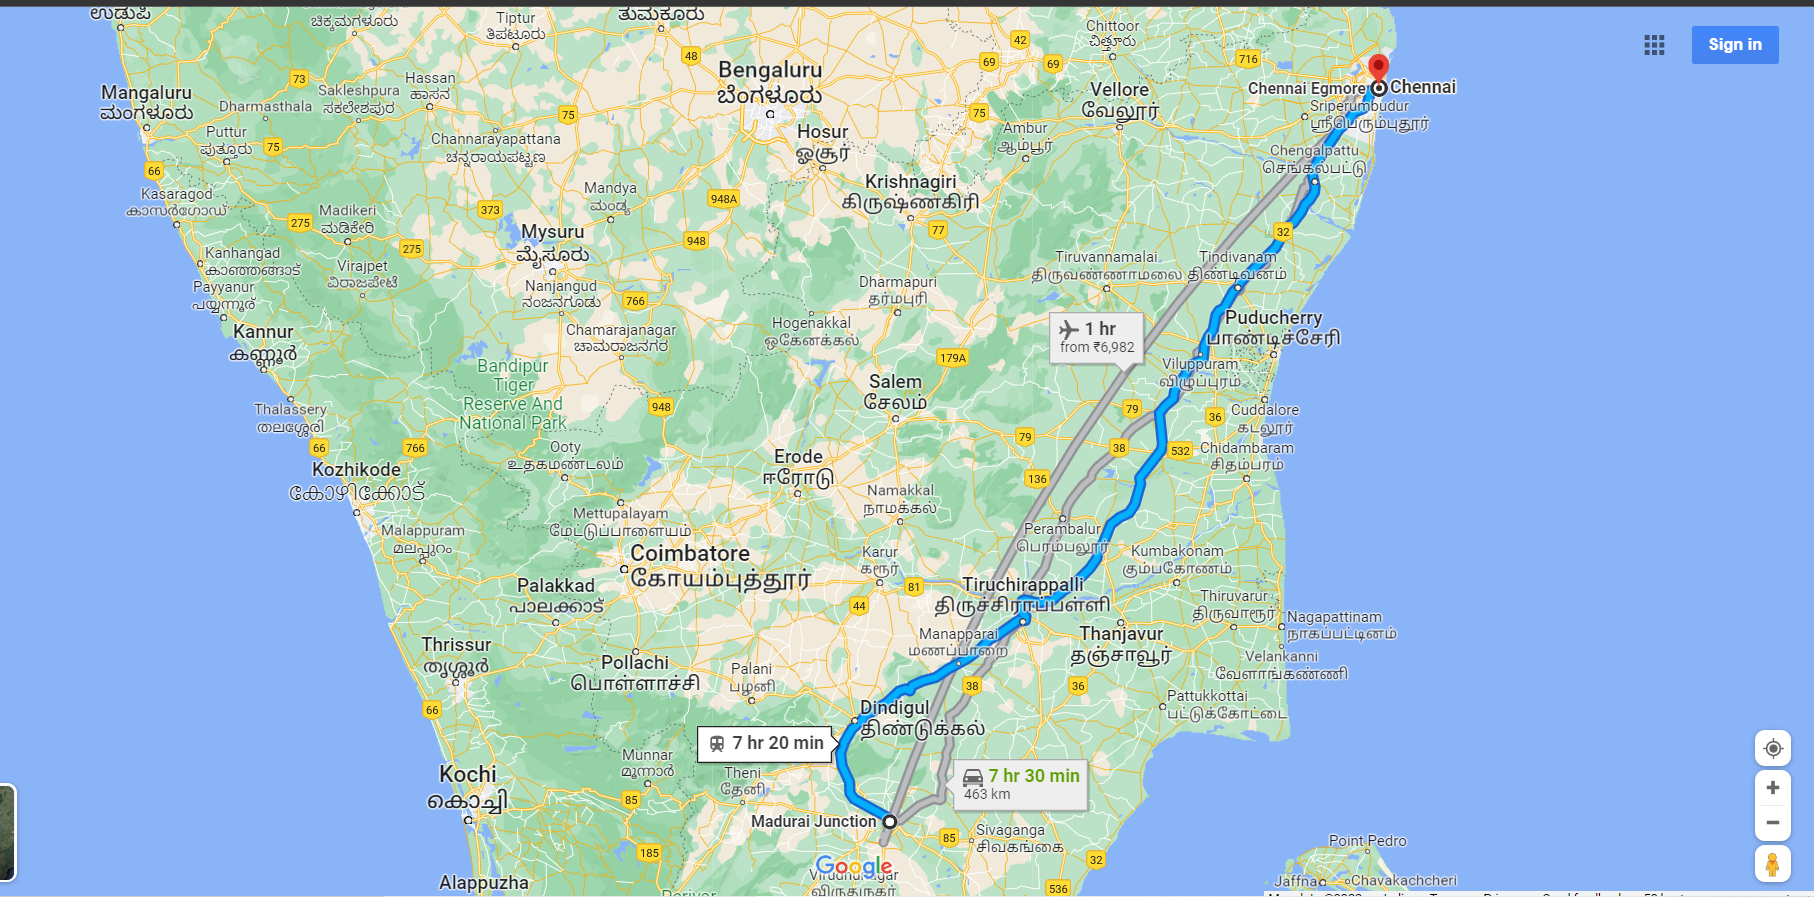 ಉಡುಪಿ
ಚಿಕ್ಕಮಗಳೂರು
Tiptur
ತಿಪಟೂರು
ತುಮಕೂರು
Chittoor
చిత్తూరు
42
48
69
69
716
Sign in
Bengaluru
ಬೆಂಗಳೂರು
Hassan
ಹಾಸನ
73
Sakleshpura
ಸಕಲೇಶಪುರ
Mangaluru
ಮಂಗಳೂರು
Dharmasthala
Vellore
வேலூர்
Chennai Egmore
Chennai
Sriperumbudur
ஸ்ரீபெரும்புதூர்
75
75
Puttur
ಪುತ್ತೂರು
75
Channarayapattana
ಚನ್ನರಾಯಪಟ್ಟಣ
Hosur
ஓசூர்
Ambur
ஆம்பூர்
Chengalpattu
செங்கல்பட்டு
66
Kasaragod
കാസർഗോഡ്
Mandya
ಮಂಡ್ಯ
948A
Krishnagiri
கிருஷ்ணகிரி
373
Madikeri
ಮಡಿಕೇರಿ
275
275
Mysuru
ಮೈಸೂರು
948
77
32
Kanhangad
കാഞ്ഞങ്ങാട്
Virajpet
ವಿರಾಜಪೇಟೆ
Tiruvannamalai
திருவண்ணாமலை
Tindivanam
திண்டிவனம்
Payyanur
പയ്യന്നൂർ
Nanjangud
ನಂಜನಗೂಡು
766
Dharmapuri
தர்மபுரி
Kannur
കണ്ണൂർ
Chamarajanagar
ಚಾಮರಾಜನಗರ
Hogenakkal
ஒகேனக்கல்
1 hr
from ₹6,982
Puducherry
பாண்டிச்சேரி
179A
Viluppuram
விழுப்புரம்
Bandipur
Tiger
Reserve And
National Park
Salem
சேலம்
948
79
36
Cuddalore
கடலூர்
Thalassery
തലശ്ശേരി
66
766
Ooty
உதகமண்டலம்
79
38
532
Chidambaram
சிதம்பரம்
Kozhikode
കോഴിക്കോട്
Erode
ஈரோடு
136
Namakkal
நாமக்கல்
Mettupalayam
மேட்டுப்பாளையம்
Malappuram
മലപ്പുറം
Perambalur
பெரம்பலூர்
Coimbatore
கோயம்புத்தூர்
Karur
கரூர்
Kumbakonam
கும்பகோணம்
Palakkad
പാലക്കാട്
81
Tiruchirappalli
திருச்சிராப்பள்ளி
44
Thiruvarur
திருவாரூர்
Nagapattinam
நாகப்பட்டினம்
Thrissur
തൃശ്ശൂർ
Manapparai
மணப்பாறை
Thanjavur
தஞ்சாவூர்
Pollachi
பொள்ளாச்சி
Palani
பழனி
Velankanni
வேளாங்கண்ணி
38
36
Pattukkottai
பட்டுக்கோட்டை
66
Dindigul
திண்டுக்கல்
7 hr 20 min
Munnar
മൂന്നാർ
Theni
தேனி
7 hr 30 min
463 km
Kochi
കൊച്ചി
85
Madurai Junction
85
Sivaganga
சிவகங்கை
185
32
Point Pedro
Google
விருதுநகர்
Alappuzha
536
Jaffna
Chavakachcheri